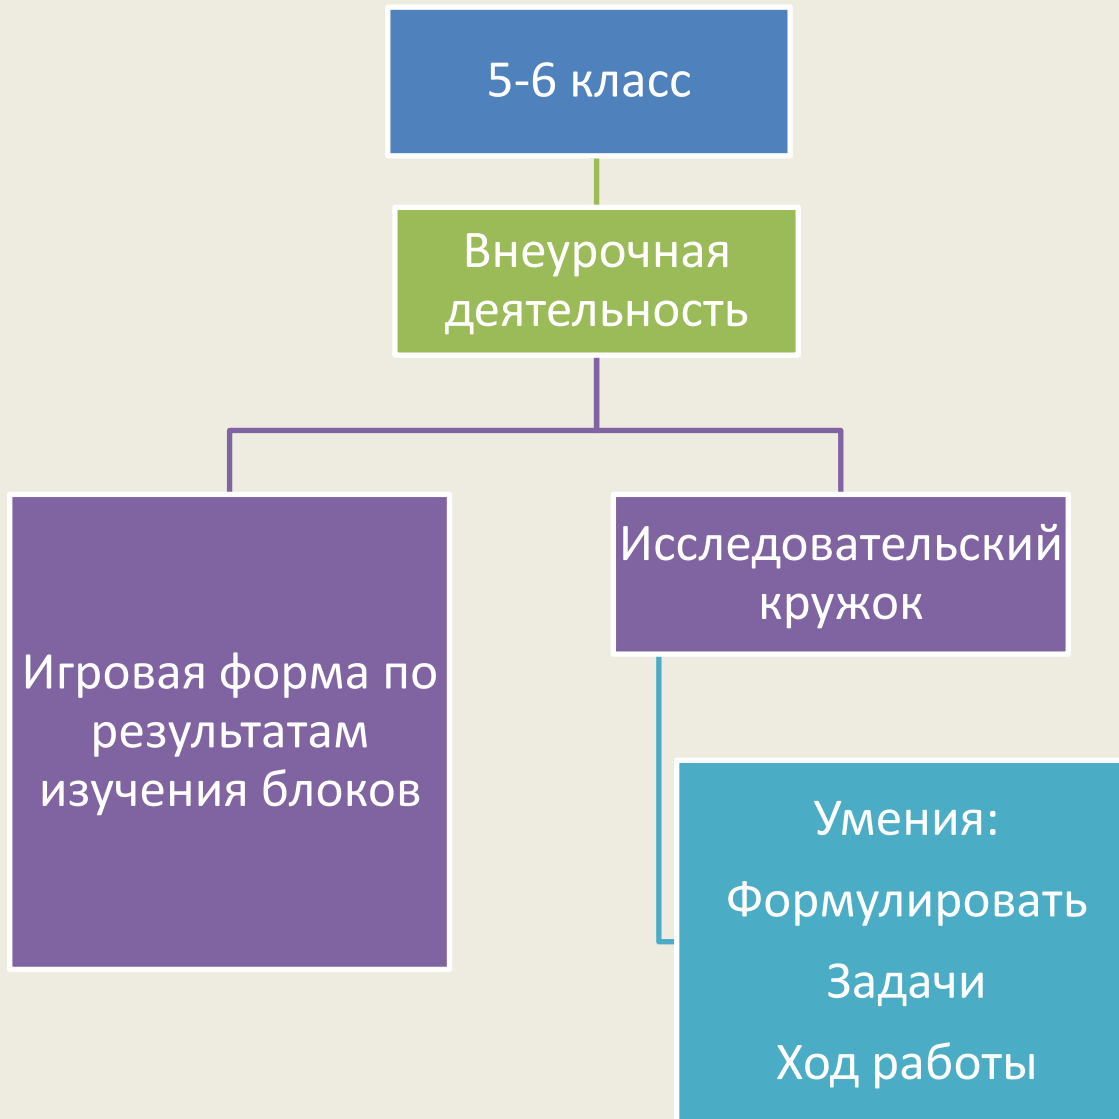 5-6 класс
Внеурочная
деятельность
Игровая форма по
результатам
изучения блоков
Исследовательский
кружок
Умения:
Формулировать
Задачи
Ход работы